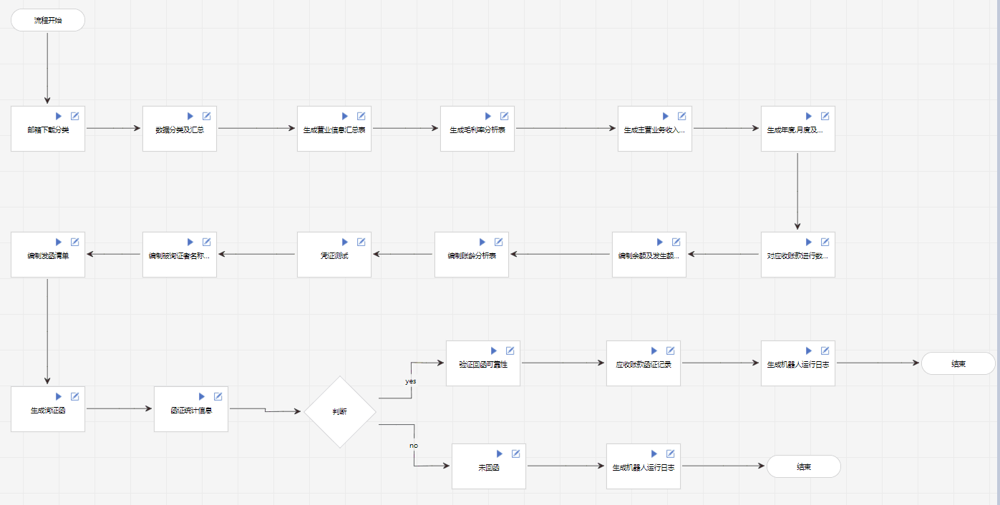 流程开始
邮箱下载分类
数据分类及汇总
生成营业信息汇总表
生成毛利率分析表
生成主营业务收入...
生成年度,月度及...
编制发函清单
编制被询证者名称...
凭证测试
编制账龄分析表
编制余额及发生额...
对应收账款进行数...
生成询证函
函证统计信息
判断
yes
验证回函可靠性
应收账款函证记录
生成机器人运行日志
结束
no
未回函
生成机器人运行日志
结束